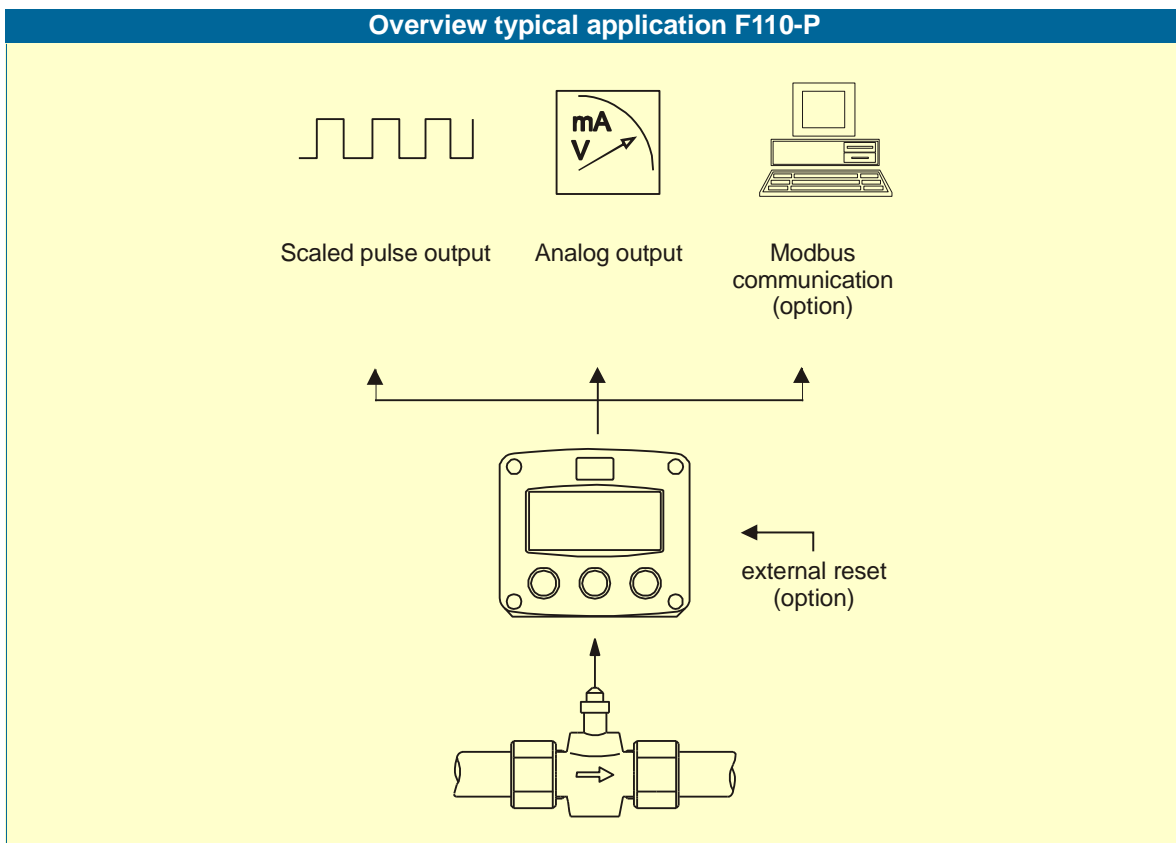 Overview typical application F110-P
mA
V
Scaled pulse output
Analog output
Modbus
communication
(option)
external reset
(option)